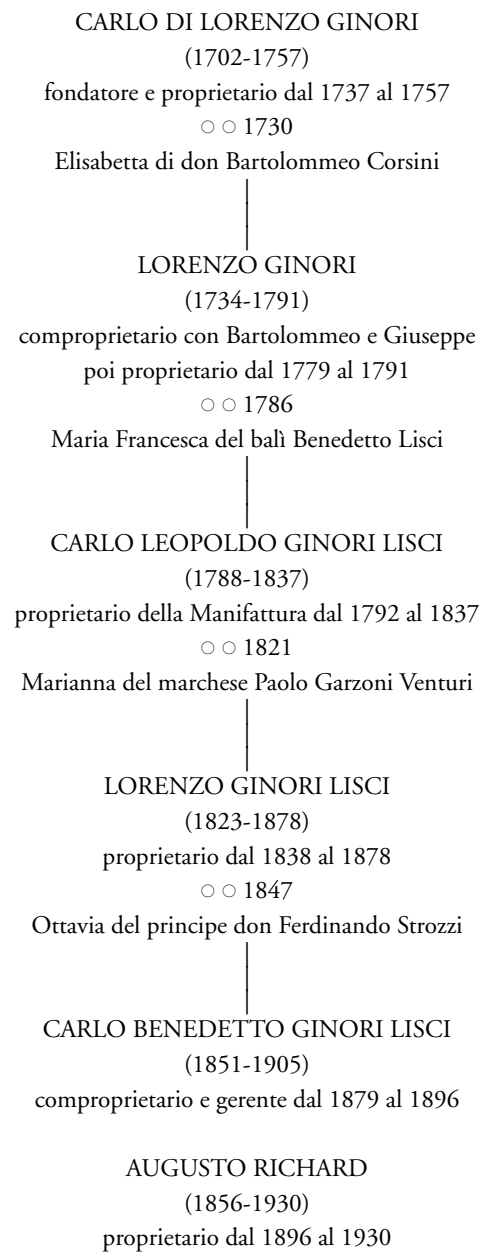 CARLO DI LORENZO GINORI
(1702-1757)
fondatore e proprietario dal 1737 al 1757
○ ○ 1730
Elisabetta di don Bartolommeo Corsini
LORENZO GINORI
(1734-1791)
comproprietario con Bartolommeo e Giuseppe
poi proprietario dal 1779 al 1791
○ ○ 1786
Maria Francesca del balì Benedetto Lisci
CARLO LEOPOLDO GINORI LISCI
(1788-1837)
proprietario della Manifattura dal 1792 al 1837
○ ○ 1821
Marianna del marchese Paolo Garzoni Venturi
LORENZO GINORI LISCI
(1823-1878)
proprietario dal 1838 al 1878
○ ○ 1847
Ottavia del principe don Ferdinando Strozzi
CARLO BENEDETTO GINORI LISCI
(1851-1905)
comproprietario e gerente dal 1879 al 1896
AUGUSTO RICHARD
(1856-1930)
proprietario dal 1896 al 1930